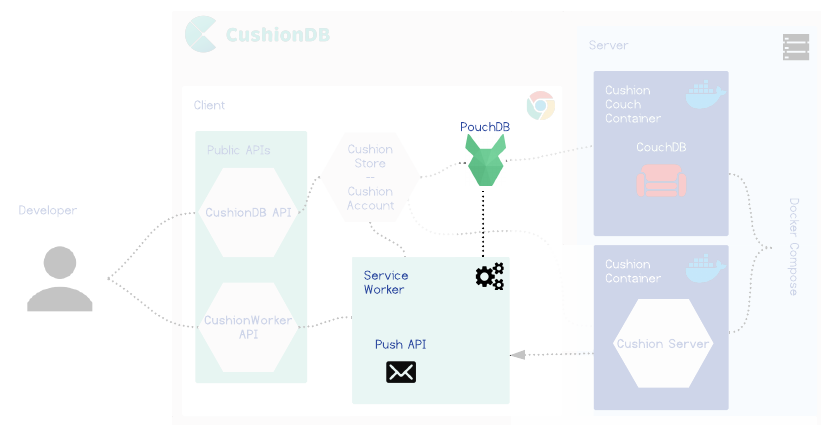 CushionDB
Server
Client
Cushion
Couch
Container
PouchDB
CouchDB
Public APIs
Cushion
Store
—
Cushion
Account
CushionDB API
Developer
Docker Compose
Service
Worker
Cushion
Container
CushionWorker
API
Push API
Cushion Server